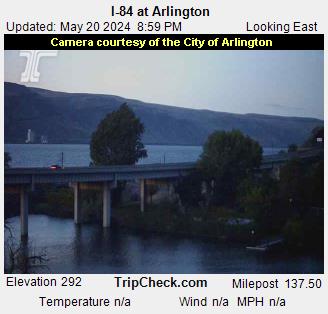 I-84 at Arlington
Updated: May 20 2024 8:59 PM Looking East
Camera courtesy of the City of Arlington
Elevation 292 TripCheck.com Milepost 137.50
Temperature n/a Wind n/a MPH n/a